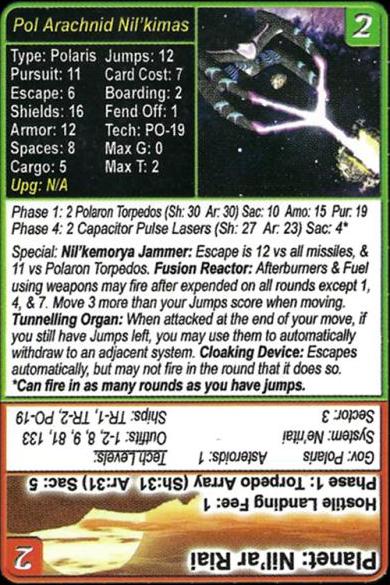 Pol Arachnid Nil'kimas
2
Type: Polaris Jumps: 12
Pursuit: 11 Card Cost: 7
Escape: 6 Boarding: 2
Shields: 16 Fend Off: 1
Armor: 12 Tech: PO-19
Spaces: 8 Max G: 0
Cargo: 5 Max T: 2
Upg: N/A
Phase 1: 2 Polaron Torpedos (Sh: 30 Ar: 30) Sac: 10 Amo: 15 Pur: 19
Phase 4: 2 Capacitor Pulse Lasers (Sh: 27 Ar: 23) Sac: 4*
Special: Nil'kemorya Jammer: Escape is 12 vs all missiles, &
11 vs Polaron Torpedos. Fusion Reactor: Afterburners & Fuel
using weapons may fire after expended on all rounds except 1,
4, & 7. Move 3 more than your Jumps score when moving.
Tunnelling Organ: When attacked at the end of your move, if
you still have Jumps left, you may use them to automatically
withdraw to an adjacent system. Cloaking Device: Escapes
automatically, but may not fire in the round that it does so.
*Can fire in as many rounds as you have jumps.
Planet: Nil'ar Riai
2
Hostile Landing Fee: 1
Phase 1: Torpedo Array (Sh:31 Ar:31) Sac: 5
Gov: Polaris Asteroids: 1 Tech Levels:
System: Ne'ritai Outfits: 1-2, 8, 9, 81, 133
Sector: 3 Ships: TR-1, TR-2, PO-19